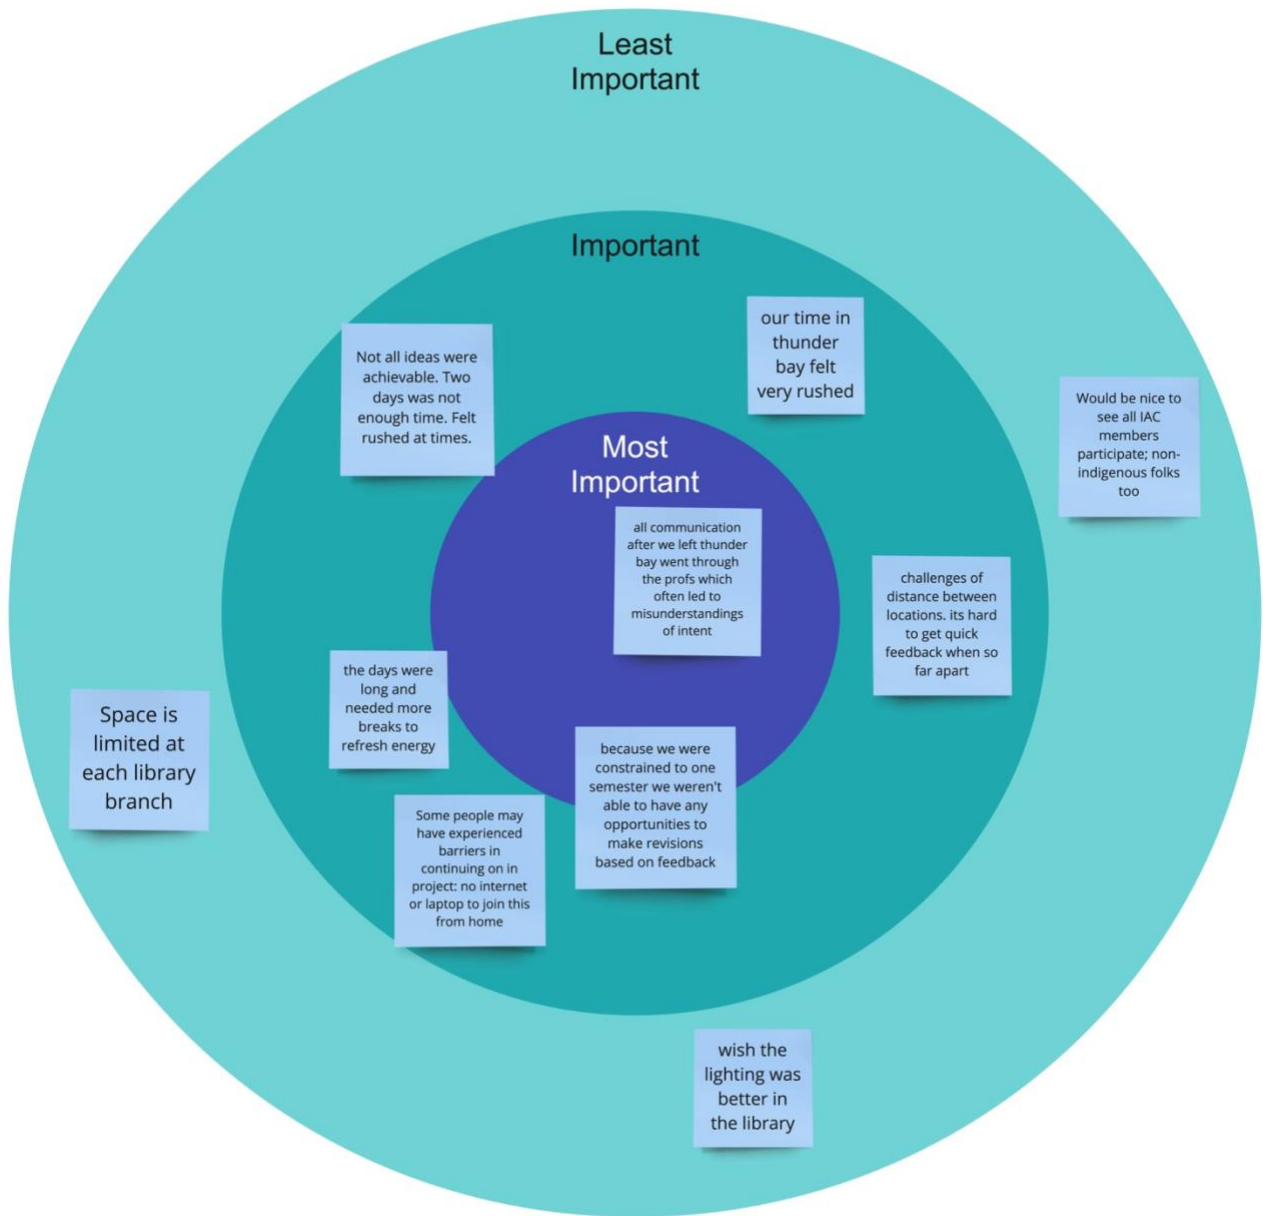 Least
Important
Important
Not all ideas were
achievable. Two
days was not
enough time. Felt
rushed at times.
our time in
thunder
bay felt
very rushed
Would be nice to
see all IAC
members
participate; non-
indigenous folks
too
Most
Important
all communication
after we left thunder
bay went through
the profs which
often led to
misunderstandings
of intent
challenges of
distance between
locations. its hard
to get quick
feedback when so
far apart
the days were
long and
needed more
breaks to
refresh energy
Space is
limited at
each library
branch
because we were
constrained to one
semester we weren't
able to have any
opportunities to
make revisions
based on feedback
Some people may
have experienced
barriers in
continuing on in
project: no internet
or laptop to join this
from home
wish the
lighting was
better in
the library